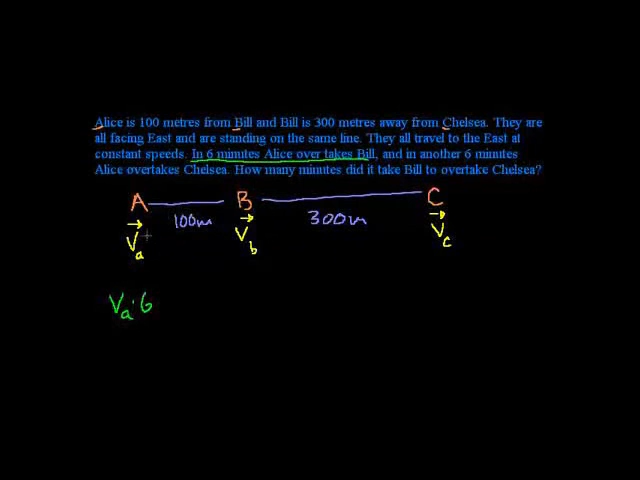 Alice is 100 metres from Bill and Bill is 300 metres away from Chelsea. They are
all facing East and are standing on the same line. They all travel to the East at
constant speeds. In 6 minutes Alice over takes Bill, and in another 6 minutes
Alice overtakes Chelsea. How many minutes did it take Bill to overtake Chelsea?
A B C
100m 300m
Va Vb Vc
Va·6